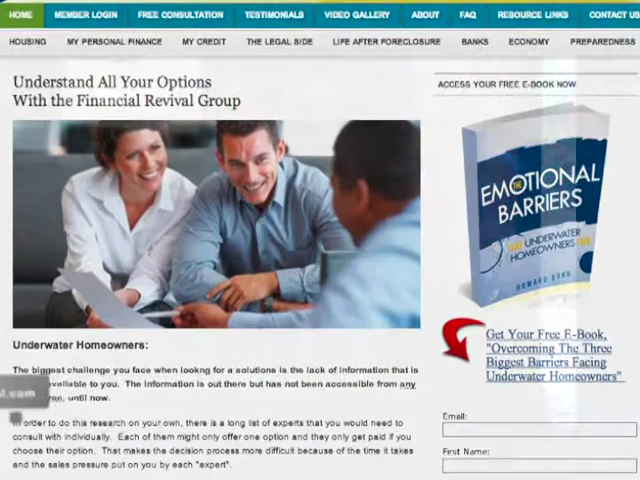 HOME MEMBER LOGIN FREE CONSULTATION TESTIMONIALS VIDEO GALLERY ABOUT FAQ RESOURCE LINKS CONTACT US
HOUSING MY PERSONAL FINANCE MY CREDIT THE LEGAL SIDE LIFE AFTER FORECLOSURE BANKS ECONOMY PREPAREDNESS
Understand All Your Options
With the Financial Revival Group
Underwater Homeowners:
The biggest challenge you face when lookng for a solutions is the lack of information that is
available to you. The information is out there but has not been accessible from any
until now.
In order to do this research on your own, there is a long list of experts that you would need to
consult with individually. Each of them might only offer one option and they only get paid if you
choose their option. That makes the decision process more difficult because of the time it takes
and the sales pressure put on you by each "expert".
ACCESS YOUR FREE E-BOOK NOW
THE
EMOTIONAL
BARRIERS
UNDERWATER
HOMEOWNERS
HOWARD
Get Your Free E-Book,
"Overcoming The Three
Biggest Barriers Facing
Underwater Homeowners"
Email:
First Name: